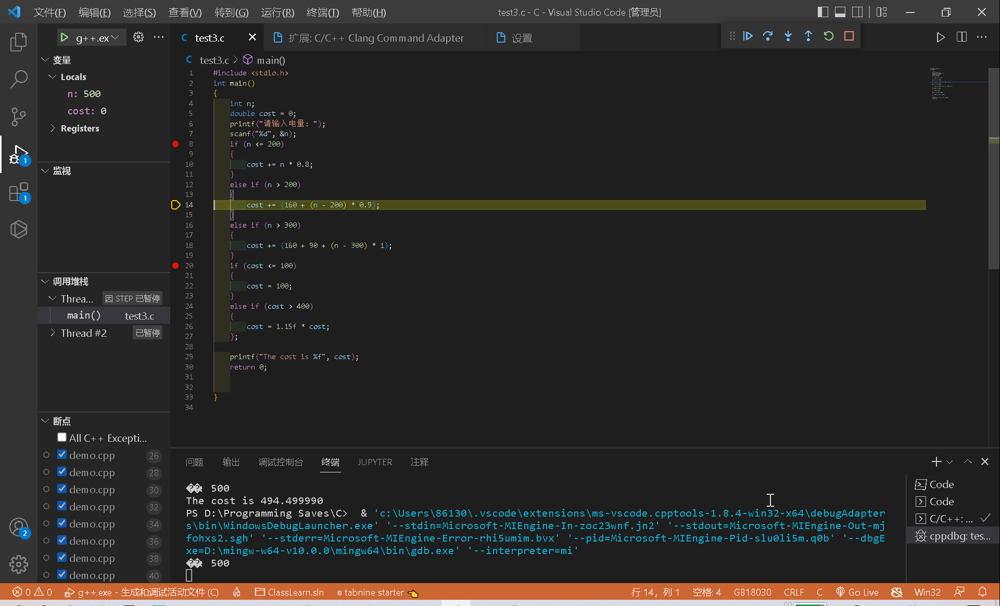 文件(F) 编辑(E) 选择(S) 查看(V) 转到(G) 运行(R) 终端(T) 帮助(H) test3.c - C - Visual Studio Code [管理员]
g++.ex
test3.c 扩展: C/C++ Clang Command Adapter 设置
test3.c > main()
变量
Locals
n: 500
cost: 0
Registers
监视
调用堆栈
Threa... 因 STEP 已暂停
main() test3.c
Thread #2 已暂停
断点
All C++ Excepti...
demo.cpp 26
demo.cpp 28
demo.cpp 30
demo.cpp 32
demo.cpp 34
demo.cpp 36
demo.cpp 38
demo.cpp 40
1 #include <stdio.h>
2 int main()
3 {
4 int n;
5 double cost = 0;
6 printf("请输入电量: ");
7 scanf("%d", &n);
8 if (n <= 200)
9 {
10 cost += n * 0.8;
11 }
12 else if (n > 200)
13 {
14 cost += (160 + (n - 200) * 0.9);
15 }
16 else if (n > 300)
17 {
18 cost += (160 + 90 + (n - 300) * 1);
19 }
20 if (cost <= 100)
21 {
22 cost = 100;
23 }
24 else if (cost > 400)
25 {
26 cost = 1.15f * cost;
27 };
28
29 printf("The cost is %f", cost);
30 return 0;
31
32
33 }
34
1
1
2
问题 输出 调试控制台 终端 JUPYTER 注释
��: 500
The cost is 494.499990
PS D:\Programming Saves\C> & 'c:\Users\86130\.vscode\extensions\ms-vscode.cpptools-1.8.4-win32-x64\debugAdapter
s\bin\WindowsDebugLauncher.exe' '--stdin=Microsoft-MIEngine-In-zoc23wnf.jn2' '--stdout=Microsoft-MIEngine-Out-mj
fohxs2.sgh' '--stderr=Microsoft-MIEngine-Error-rhi5umim.bvx' '--pid=Microsoft-MIEngine-Pid-slu0li5m.q0b' '--dbgE
xe=D:\mingw-w64-v10.0.0\mingw64\bin\gdb.exe' '--interpreter=mi'
��: 500
Code
Code
C/C++: ...
cppdbg: tes...
0 0 g++.exe - 生成和调试活动文件 (C) ClassLearn.sln tabnine starter 行 14，列 1 空格: 4 GB18030 CRLF C Go Live Win32